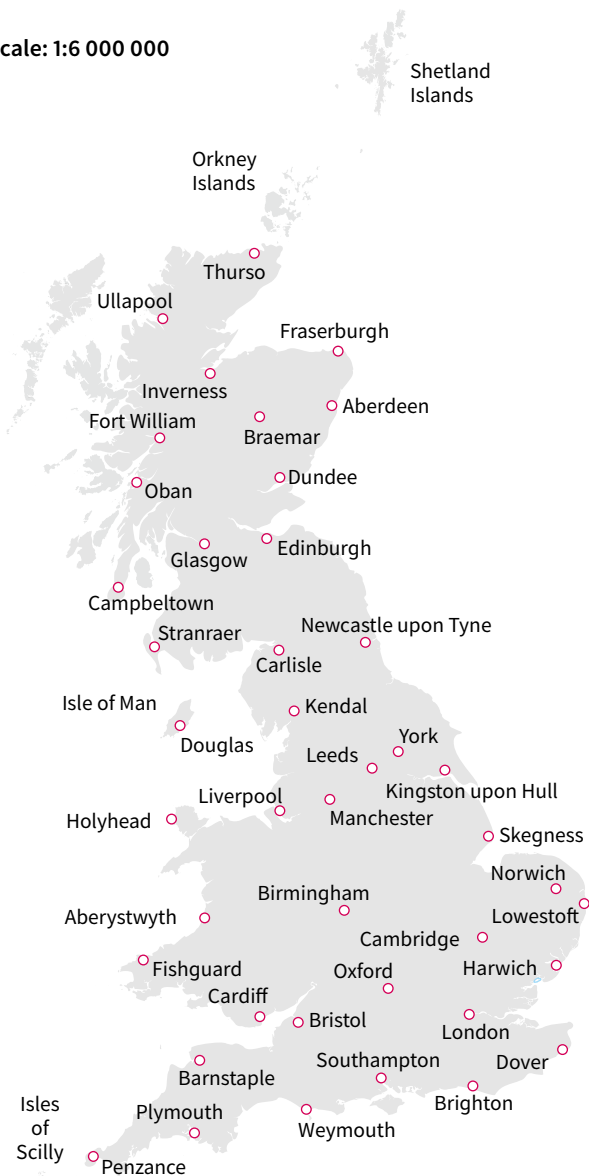 cale: 1:6 000 000
Shetland
Islands
Orkney
Islands
Thurso
Ullapool
Fraserburgh
Inverness
Aberdeen
Fort William
Braemar
Dundee
Oban
Edinburgh
Glasgow
Campbeltown
Newcastle upon Tyne
Stranraer
Carlisle
Isle of Man
Kendal
York
Douglas
Leeds
Kingston upon Hull
Liverpool
Manchester
Holyhead
Skegness
Norwich
Birmingham
Lowestoft
Aberystwyth
Cambridge
Fishguard
Oxford
Harwich
Cardiff
Bristol
London
Southampton
Dover
Barnstaple
Brighton
Isles
of
Scilly
Plymouth
Weymouth
Penzance